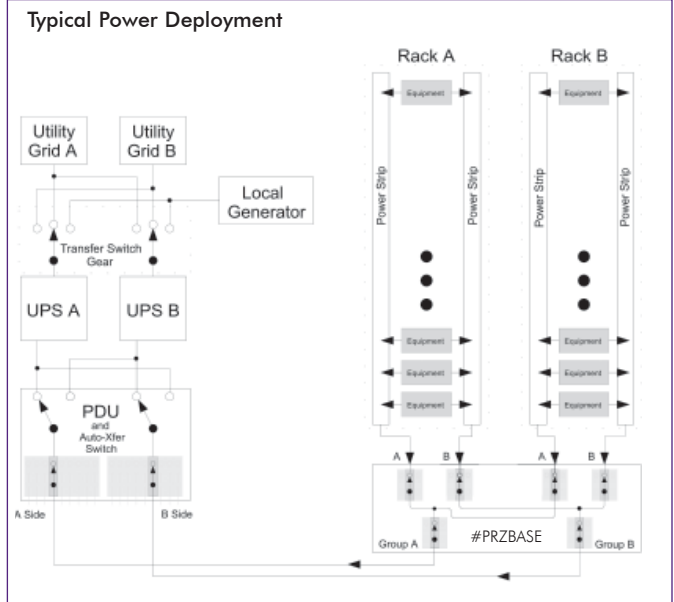 Typical Power Deployment
Rack A
Rack B
Equipment
Equipment
Utility
Grid A
Utility
Grid B
Local
Generator
Power Strip
Power Strip
Power Strip
Power Strip
Transfer Switch
Gear
UPS A
UPS B
Equipment
Equipment
Equipment
Equipment
Equipment
Equipment
PDU
and
Auto-Xfer
Switch
A Side
B Side
A
B
A
B
Group A
#PRZBASE
Group B